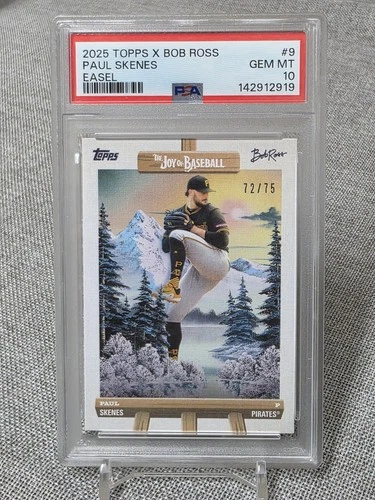 2025 TOPPS X BOB ROSS #9
PAUL SKENES GEM MT
EASEL 10
PSA 142912919
Topps THE JOY OF BASEBALL Bob Ross
72/75
PAUL P
SKENES PIRATES®